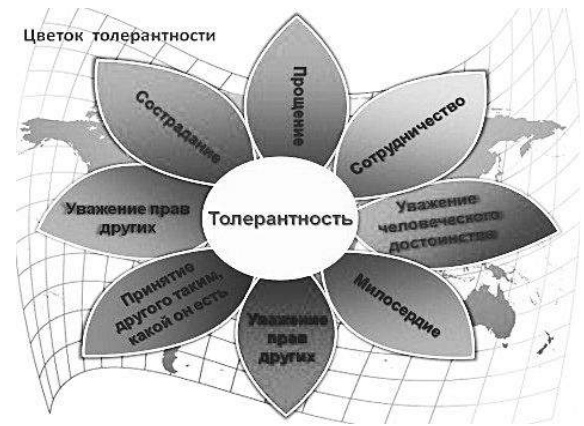 Цветок толерантности
Прощение
Сострадание
Сотрудничество
Уважение прав
других
Толерантность
Уважение
человеческого
достоинства
Принятие
другого таким,
какой он есть
Уважение
прав
других
Милосердие